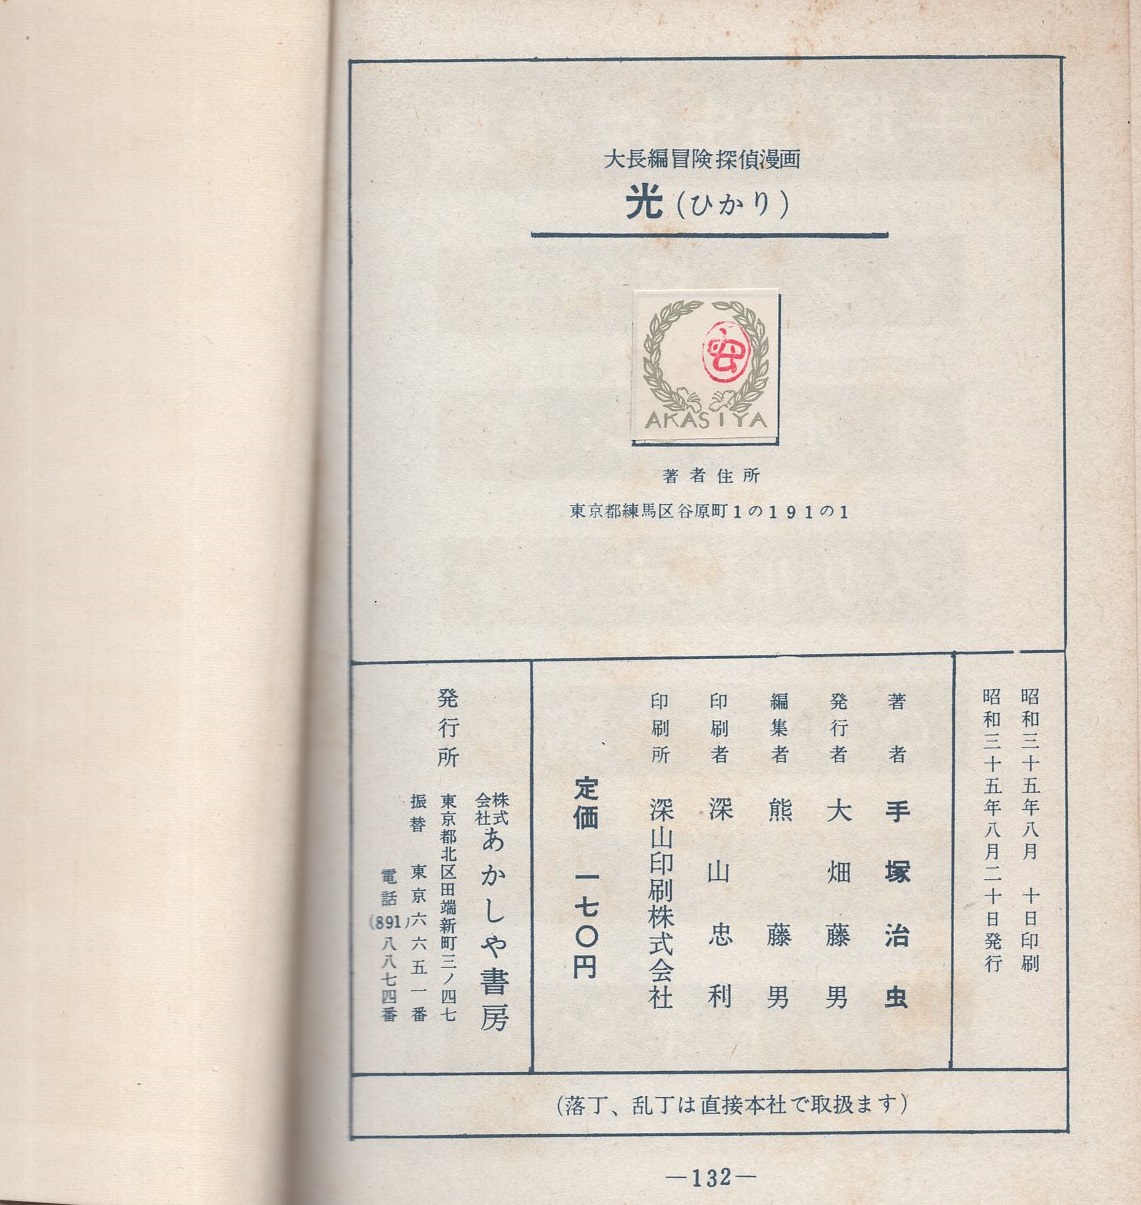 大長編冒険探偵漫画
光(ひかり)
虫
AKASIYA
著者住所
東京都練馬区谷原町1の191の1
昭和三十五年八月 十日印刷
昭和三十五年八月二十日発行
著者 手塚治虫
発行者 大畑藤男
編集者 熊藤男
印刷者 深山忠利
印刷所 深山印刷株式会社
定価 一七〇円
発行所
株式会社あかしや書房
東京都北区田端新町三ノ四七
振替 東京六六五一番
電話(891)八八七四番
(落丁、乱丁は直接本社で取扱ます)
—132—